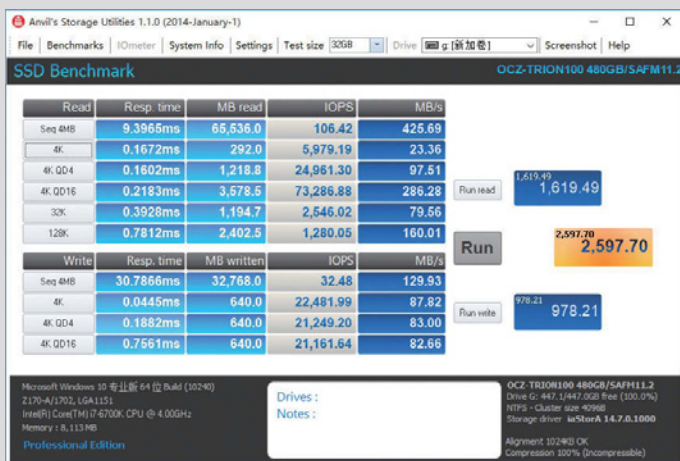 Anvil's Storage Utilities 1.1.0 (2014-January-1)
File Benchmarks IOmeter System Info Settings Test size 32GB Drive g: [新加卷] Screenshot Help
SSD Benchmark OCZ-TRION100 480GB/SAFM11.2
Read Resp. time MB read IOPS MB/s
Seq 4MB 9.3965ms 65,536.0 106.42 425.69
4K 0.1672ms 292.0 5,979.19 23.36
4K QD4 0.1602ms 1,218.8 24,961.30 97.51
4K QD16 0.2183ms 3,578.5 73,286.88 286.28
32K 0.3928ms 1,194.7 2,546.02 79.56
128K 0.7812ms 2,402.5 1,280.05 160.01
Run read
1,619.49
1,619.49
Run
2,597.70
2,597.70
Write Resp. time MB written IOPS MB/s
Seq 4MB 30.7866ms 32,768.0 32.48 129.93
4K 0.0445ms 640.0 22,481.99 87.82
4K QD4 0.1882ms 640.0 21,249.20 83.00
4K QD16 0.7561ms 640.0 21,161.64 82.66
Run write
978.21
978.21
Microsoft Windows 10 专业版 64 位 Build (10240)
Z170-A/1702, LGA1151
Intel(R) Core(TM) i7-6700K CPU @ 4.00GHz
Memory : 8,113 MB
Professional Edition
Drives :
Notes :
OCZ-TRION100 480GB/SAFM11.2
Drive G: 447.1/447.0GB free (100.0%)
NTFS - Cluster size 4096B
Storage driver iaStorA 14.7.0.1000
Alignment 1024KB OK
Compression 100% (Incompressible)